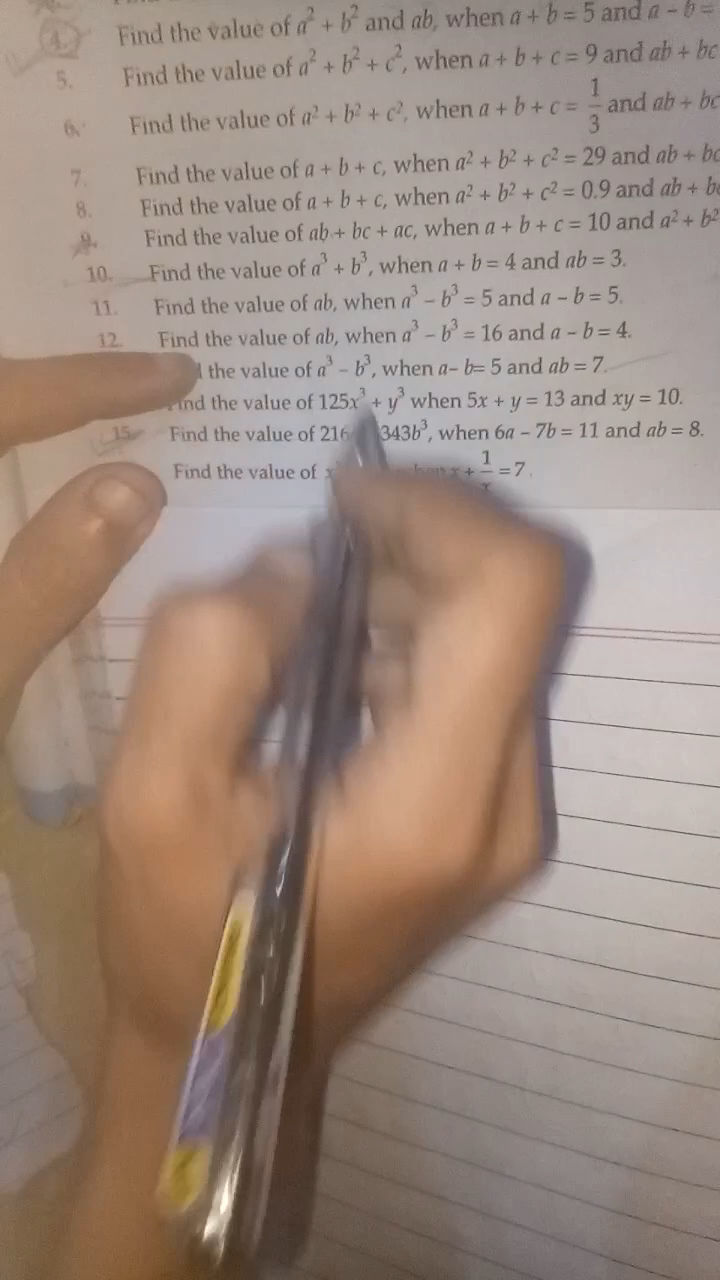 4. Find the value of a² + b² and ab, when a + b = 5 and a – b =
5. Find the value of a² + b² + c², when a + b + c = 9 and ab + bc
6. Find the value of a² + b² + c², when a + b + c = 1/3 and ab + bc
7. Find the value of a + b + c, when a² + b² + c² = 29 and ab + bc
8. Find the value of a + b + c, when a² + b² + c² = 0.9 and ab + bc
9. Find the value of ab + bc + ac, when a + b + c = 10 and a² + b²
10. Find the value of a³ + b³, when a + b = 4 and ab = 3.
11. Find the value of ab, when a³ – b³ = 5 and a – b = 5.
12. Find the value of ab, when a³ – b³ = 16 and a – b = 4.
the value of a³ – b³, when a– b= 5 and ab = 7.
Find the value of 125x³ + y³ when 5x + y = 13 and xy = 10.
15. Find the value of 216 343b³, when 6a – 7b = 11 and ab = 8.
Find the value of x + 1/x = 7.